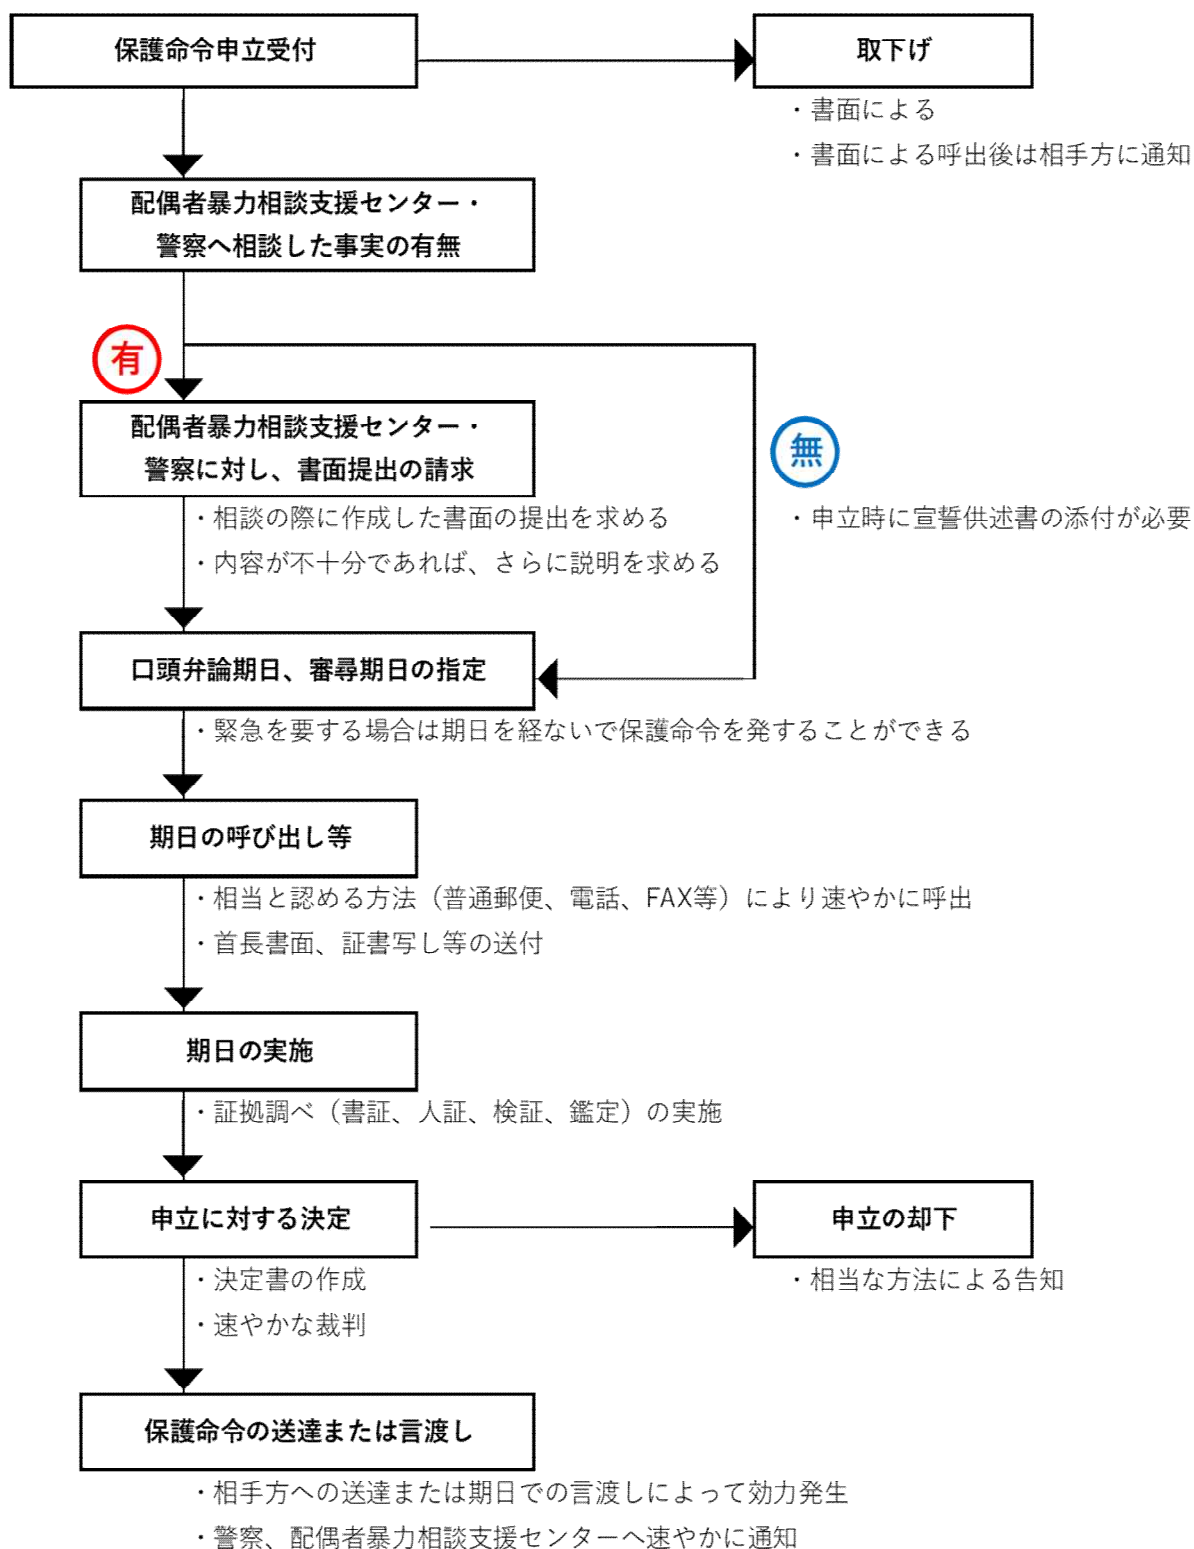 保護命令申立受付
取下げ
・書面による
・書面による呼出後は相手方に通知
配偶者暴力相談支援センター・
警察へ相談した事実の有無
有
配偶者暴力相談支援センター・
警察に対し、書面提出の請求
・相談の際に作成した書面の提出を求める
・内容が不十分であれば、さらに説明を求める
無
・申立時に宣誓供述書の添付が必要
口頭弁論期日、審尋期日の指定
・緊急を要する場合は期日を経ないで保護命令を発することができる
期日の呼び出し等
・相当と認める方法（普通郵便、電話、FAX等）により速やかに呼出
・首長書面、証書写し等の送付
期日の実施
・証拠調べ（書証、人証、検証、鑑定）の実施
申立に対する決定
・決定書の作成
・速やかな裁判
申立の却下
・相当な方法による告知
保護命令の送達または言渡し
・相手方への送達または期日での言渡しによって効力発生
・警察、配偶者暴力相談支援センターへ速やかに通知